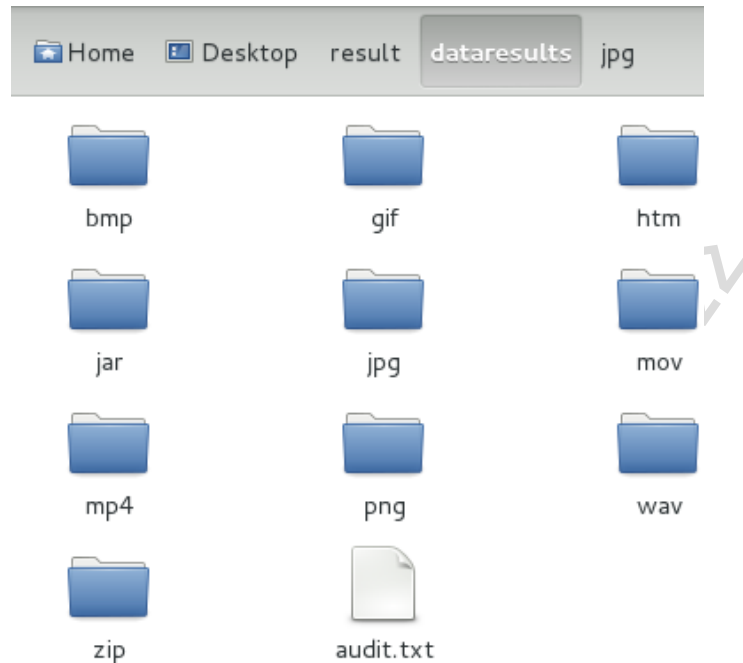 Home Desktop result dataresults jpg
bmp gif htm
jar jpg mov
mp4 png wav
zip audit.txt